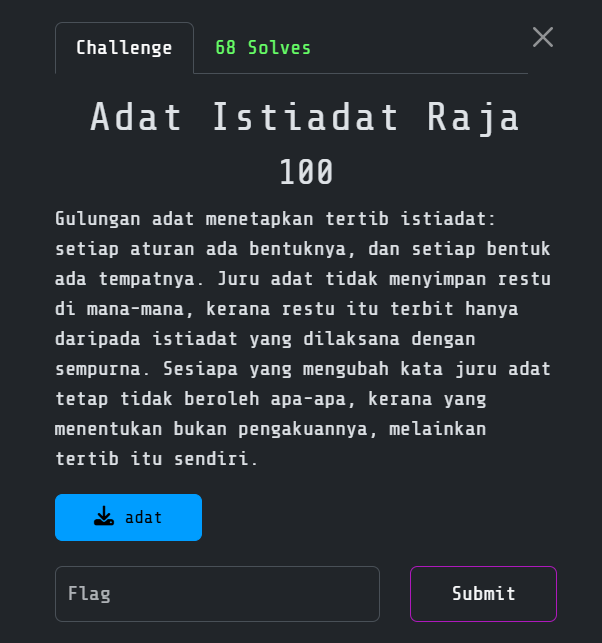 Challenge
68 Solves
Adat Istiadat Raja
100
Gulungan adat menetapkan tertib istiadat:
setiap aturan ada bentuknya, dan setiap bentuk
ada tempatnya. Juru adat tidak menyimpan restu
di mana-mana, kerana restu itu terbit hanya
daripada istiadat yang dilaksana dengan
sempurna. Sesiapa yang mengubah kata juru adat
tetap tidak beroleh apa-apa, kerana yang
menentukan bukan pengakuannya, melainkan
tertib itu sendiri.
adat
Flag
Submit